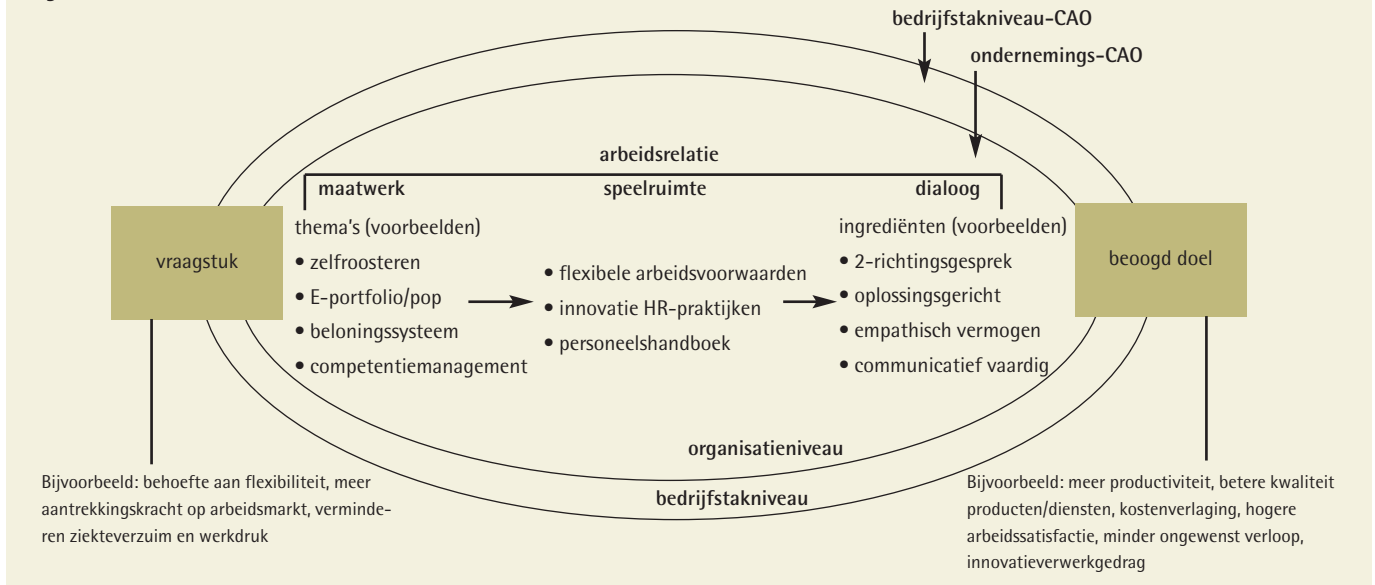 bedrijfstakniveau-CAO
ondernemings-CAO
arbeidsrelatie
maatwerk
speelruimte
dialoog
vraagstuk
thema's (voorbeelden)
• zelfroosteren
• E-portfolio/pop
• beloningssysteem
• competentiemanagement
• flexibele arbeidsvoorwaarden
• innovatie HR-praktijken
• personeelshandboek
ingrediënten (voorbeelden)
• 2-richtingsgesprek
• oplossingsgericht
• empathisch vermogen
• communicatief vaardig
beoogd doel
organisatieniveau
bedrijfstakniveau
Bijvoorbeeld: behoefte aan flexibiliteit, meer
aantrekkingskracht op arbeidsmarkt, verminde-
ren ziekteverzuim en werkdruk
Bijvoorbeeld: meer productiviteit, betere kwaliteit
producten/diensten, kostenverlaging, hogere
arbeidssatisfactie, minder ongewenst verloop,
innovatieverwerkgedrag